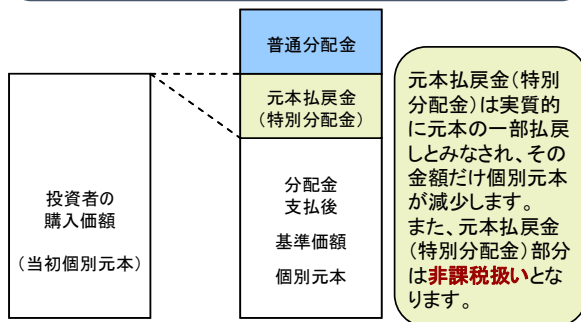 普通分配金
元本払戻金
（特別分配金）
投資者の
購入価額
（当初個別元本）
分配金
支払後
基準価額
個別元本
元本払戻金（特別
分配金）は実質的
に元本の一部払戻
しとみなされ、その
金額だけ個別元本
が減少します。
また、元本払戻金
（特別分配金）部分
は非課税扱いとな
ります。